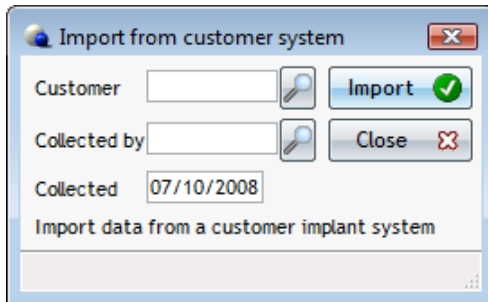 Import from customer system
Customer
Import
Collected by
Close
Collected 07/10/2008
Import data from a customer implant system